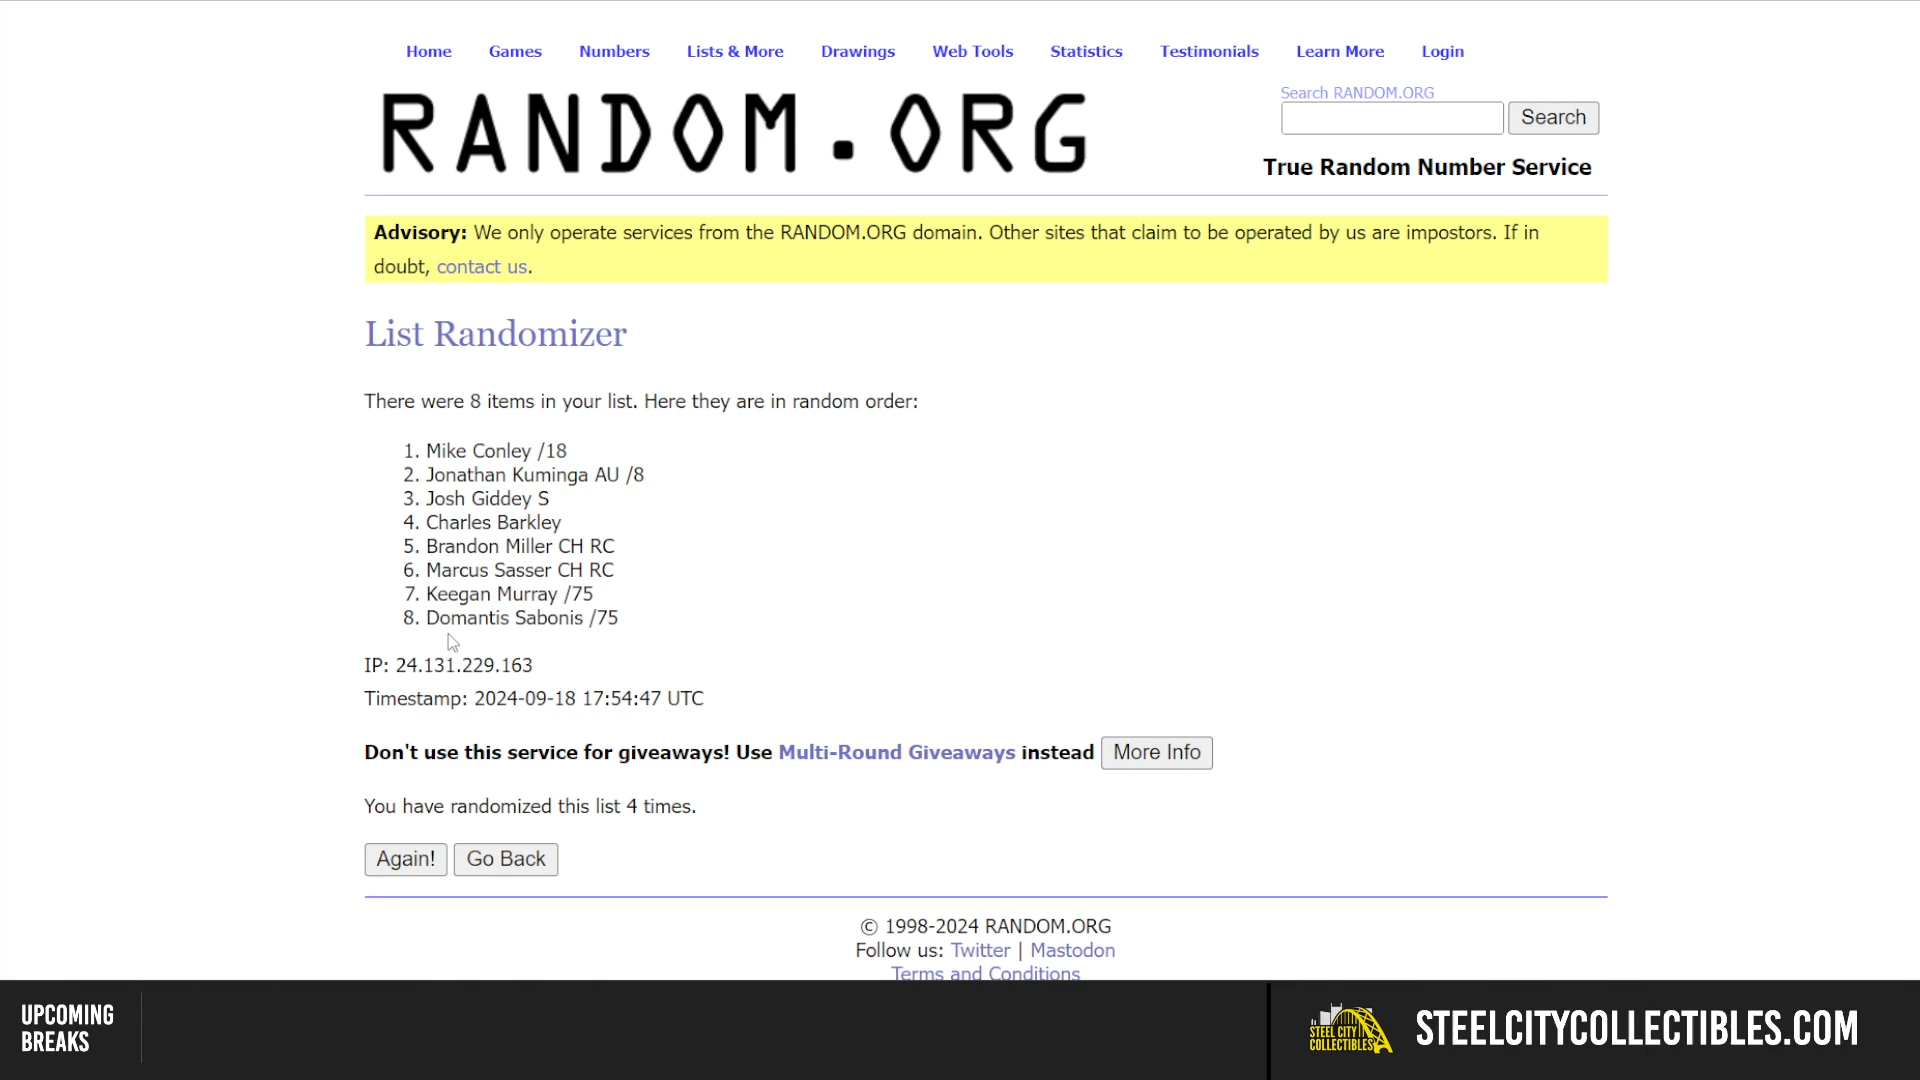 Home Games Numbers Lists & More Drawings Web Tools Statistics Testimonials Learn More Login
RANDOM.ORG
Search RANDOM.ORG
Search
True Random Number Service
Advisory: We only operate services from the RANDOM.ORG domain. Other sites that claim to be operated by us are impostors. If in
doubt, contact us.
List Randomizer
There were 8 items in your list. Here they are in random order:
1. Mike Conley /18
2. Jonathan Kuminga AU /8
3. Josh Giddey S
4. Charles Barkley
5. Brandon Miller CH RC
6. Marcus Sasser CH RC
7. Keegan Murray /75
8. Domantis Sabonis /75
IP: 24.131.229.163
Timestamp: 2024-09-18 17:54:47 UTC
Don't use this service for giveaways! Use Multi-Round Giveaways instead More Info
You have randomized this list 4 times.
Again! Go Back
© 1998-2024 RANDOM.ORG
Follow us: Twitter | Mastodon
Terms and Conditions
UPCOMING
BREAKS
STEEL CITY
COLLECTIBLES
STEELCITYCOLLECTIBLES.COM